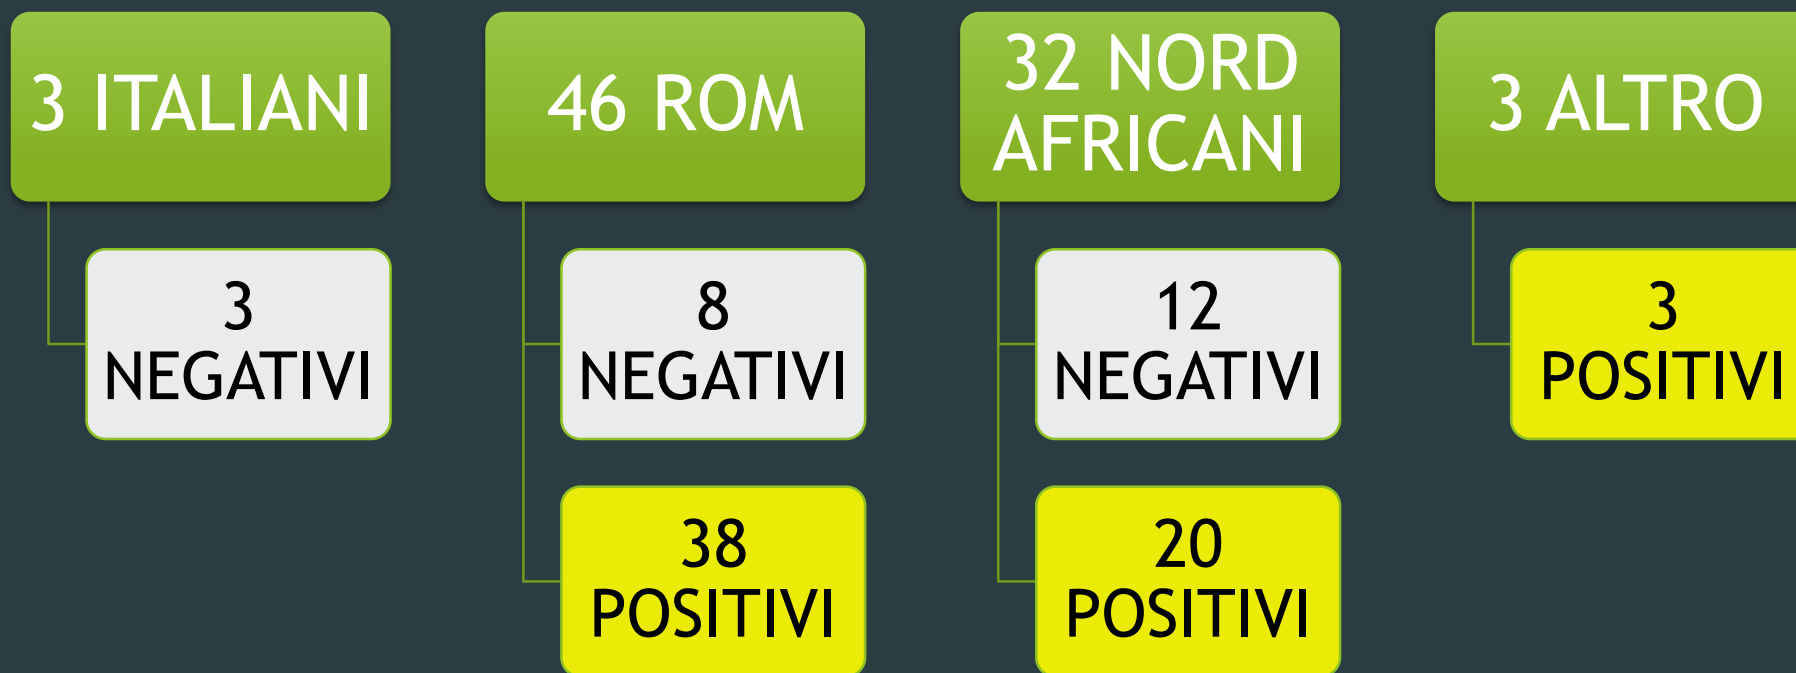 3 ITALIANI
3
NEGATIVI
46 ROM
8
NEGATIVI
38
POSITIVI
32 NORD
AFRICANI
12
NEGATIVI
20
POSITIVI
3 ALTRO
3
POSITIVI